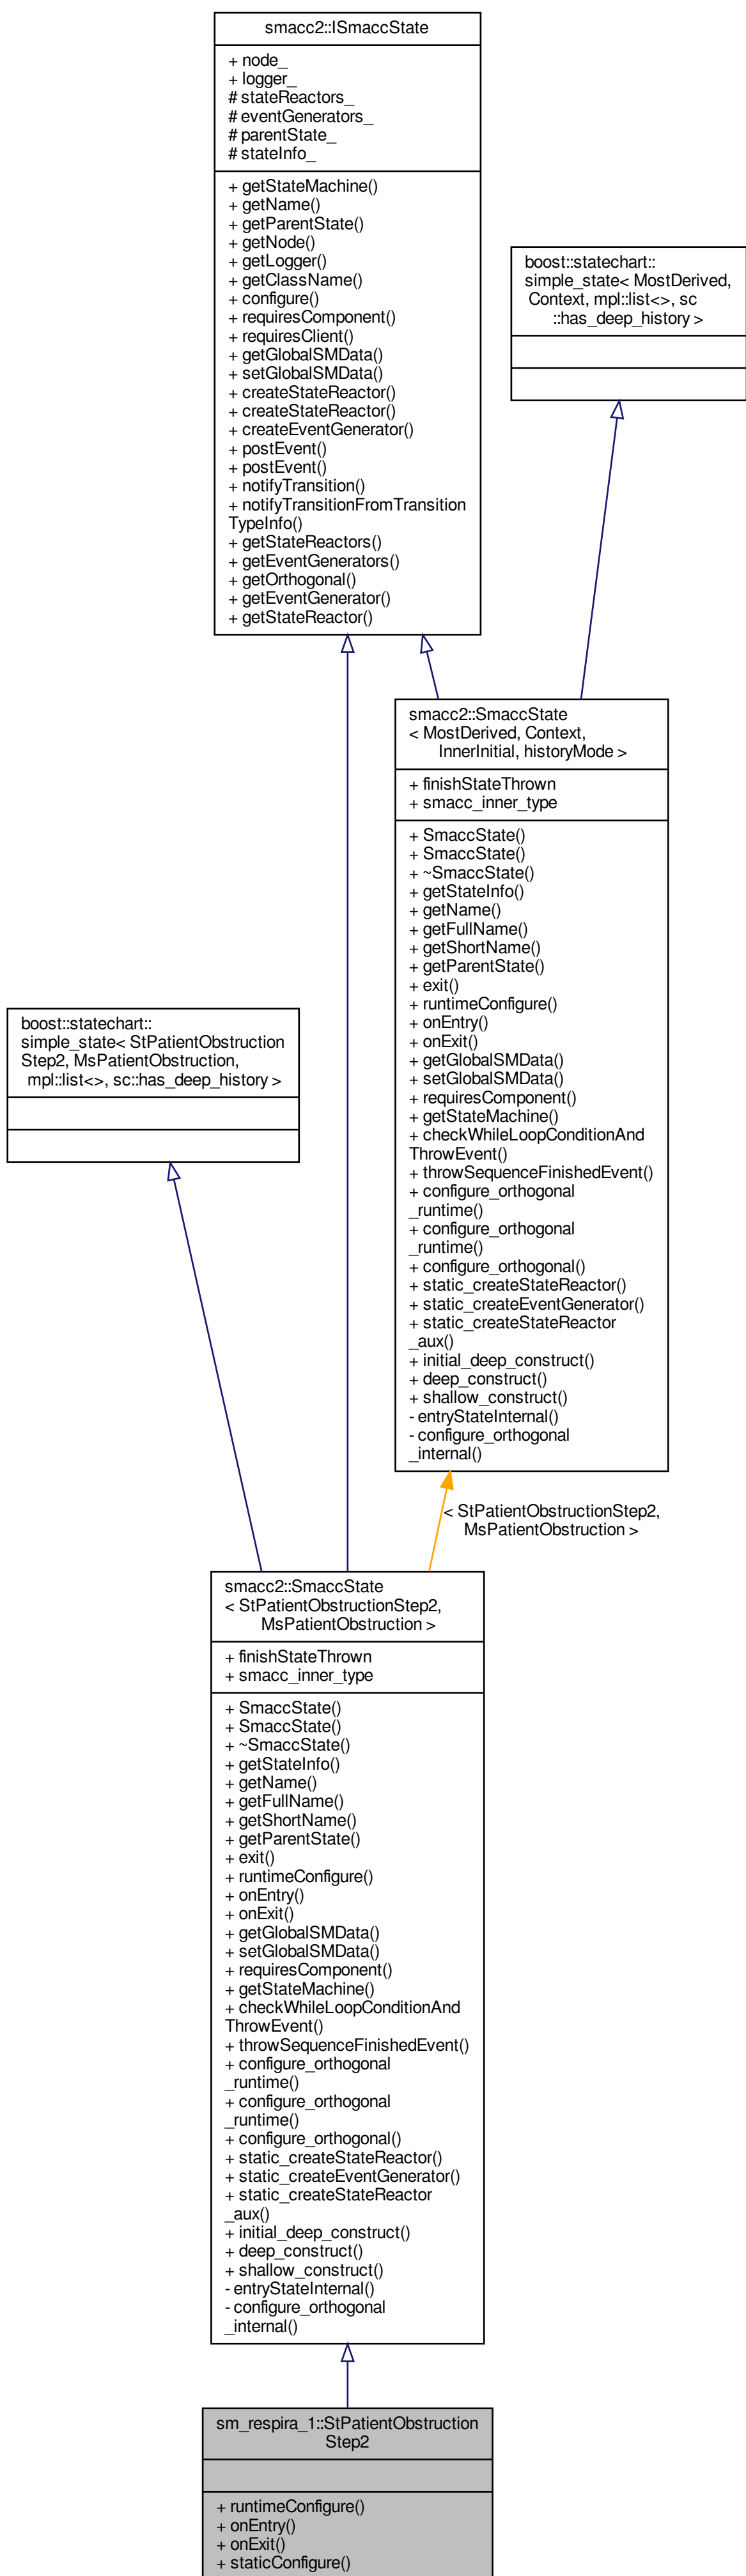 smacc2::ISmaccState
+ node_
+ logger_
# stateReactors_
# eventGenerators_
# parentState_
# stateInfo_
+ getStateMachine()
+ getName()
+ getParentState()
+ getNode()
+ getLogger()
+ getClassName()
+ configure()
+ requiresComponent()
+ requiresClient()
+ getGlobalSMData()
+ setGlobalSMData()
+ createStateReactor()
+ createStateReactor()
+ createEventGenerator()
+ postEvent()
+ postEvent()
+ notifyTransition()
+ notifyTransitionFromTransition
TypeInfo()
+ getStateReactors()
+ getEventGenerators()
+ getOrthogonal()
+ getEventGenerator()
+ getStateReactor()
boost::statechart::
simple_state< MostDerived,
Context, mpl::list<>, sc
::has_deep_history >
smacc2::SmaccState
< MostDerived, Context,
InnerInitial, historyMode >
+ finishStateThrown
+ smacc_inner_type
+ SmaccState()
+ SmaccState()
+ ~SmaccState()
+ getStateInfo()
+ getName()
+ getFullName()
+ getShortName()
+ getParentState()
+ exit()
+ runtimeConfigure()
+ onEntry()
+ onExit()
+ getGlobalSMData()
+ setGlobalSMData()
+ requiresComponent()
+ getStateMachine()
+ checkWhileLoopConditionAnd
ThrowEvent()
+ throwSequenceFinishedEvent()
+ configure_orthogonal
_runtime()
+ configure_orthogonal
_runtime()
+ configure_orthogonal()
+ static_createStateReactor()
+ static_createEventGenerator()
+ static_createStateReactor
_aux()
+ initial_deep_construct()
+ deep_construct()
+ shallow_construct()
- entryStateInternal()
- configure_orthogonal
_internal()
boost::statechart::
simple_state< StPatientObstruction
Step2, MsPatientObstruction,
mpl::list<>, sc::has_deep_history >
< StPatientObstructionStep2,
MsPatientObstruction >
smacc2::SmaccState
< StPatientObstructionStep2,
MsPatientObstruction >
+ finishStateThrown
+ smacc_inner_type
+ SmaccState()
+ SmaccState()
+ ~SmaccState()
+ getStateInfo()
+ getName()
+ getFullName()
+ getShortName()
+ getParentState()
+ exit()
+ runtimeConfigure()
+ onEntry()
+ onExit()
+ getGlobalSMData()
+ setGlobalSMData()
+ requiresComponent()
+ getStateMachine()
+ checkWhileLoopConditionAnd
ThrowEvent()
+ throwSequenceFinishedEvent()
+ configure_orthogonal
_runtime()
+ configure_orthogonal
_runtime()
+ configure_orthogonal()
+ static_createStateReactor()
+ static_createEventGenerator()
+ static_createStateReactor
_aux()
+ initial_deep_construct()
+ deep_construct()
+ shallow_construct()
- entryStateInternal()
- configure_orthogonal
_internal()
sm_respira_1::StPatientObstruction
Step2
+ runtimeConfigure()
+ onEntry()
+ onExit()
+ staticConfigure()